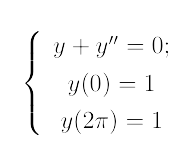 y + y'' = 0;
y(0) = 1
y(2π) = 1